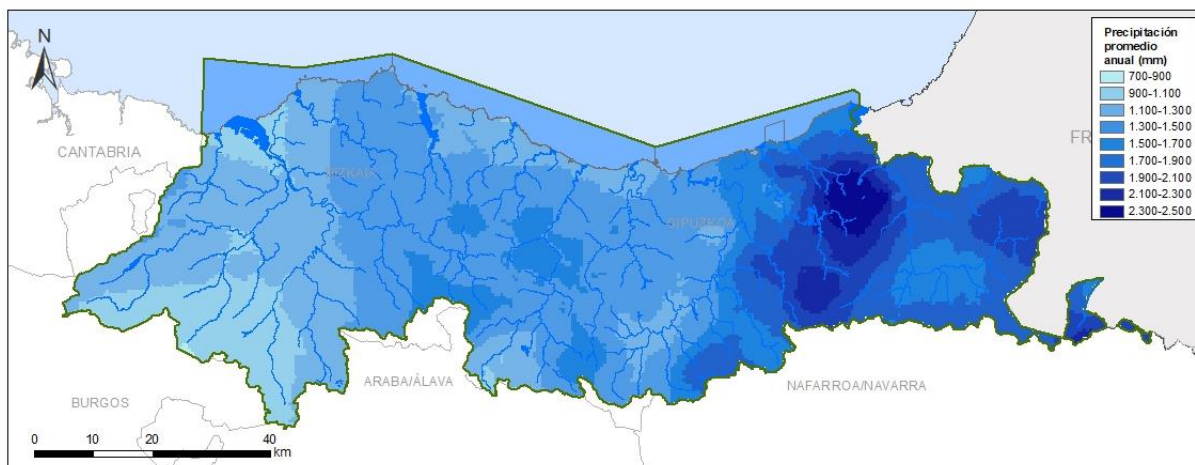 N
CANTABRIA
BIZKAIA
GIPUZKOA
FR
BURGOS
ARABA/ÁLAVA
NAFARROA/NAVARRA
Precipitación
promedio
anual (mm)
700-900
900-1.100
1.100-1.300
1.300-1.500
1.500-1.700
1.700-1.900
1.900-2.100
2.100-2.300
2.300-2.500
0 10 20 40
km